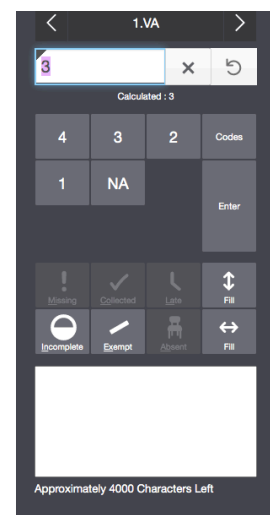 1.VA
3
Calculated : 3
4 3 2 Codes
1 NA
Enter
Missing Collected Late Fill
Incomplete Exempt Absent Fill
Approximately 4000 Characters Left